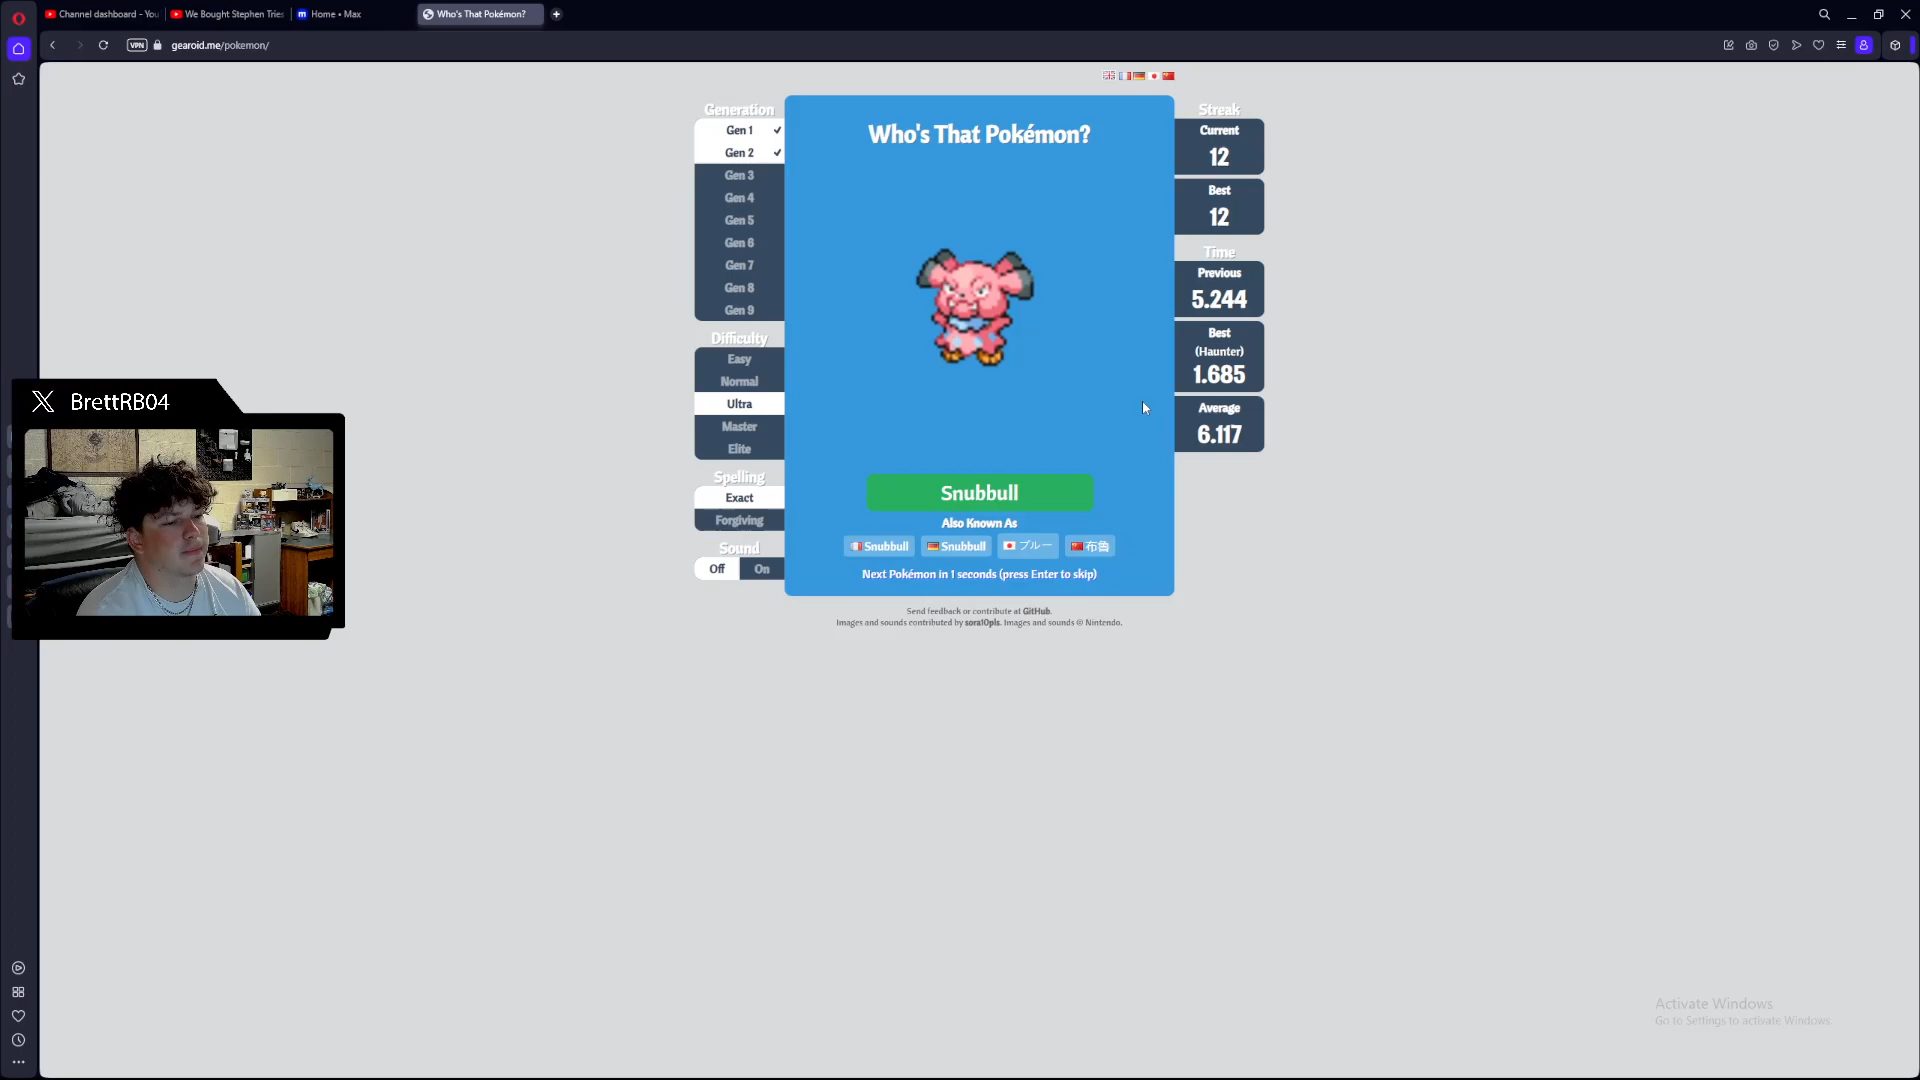 Channel dashboard - You
We Bought Stephen Tries
Home • Max
Who's That Pokémon?
VPN
gearoid.me/pokemon/
Generation
Gen 1
Gen 2
Gen 3
Gen 4
Gen 5
Gen 6
Gen 7
Gen 8
Gen 9
Difficulty
Easy
Normal
Ultra
Master
Elite
Spelling
Exact
Forgiving
Sound
Off On
Who's That Pokémon?
Snubbull
Also Known As
Snubbull Snubbull ブルー 布鲁
Next Pokémon in 1 seconds (press Enter to skip)
Streak
Current
12
Best
12
Time
Previous
5.244
Best
(Haunter)
1.685
Average
6.117
Send feedback or contribute at GitHub.
Images and sounds contributed by sora10pls. Images and sounds © Nintendo.
BrettRB04
Activate Windows
Go to Settings to activate Windows.